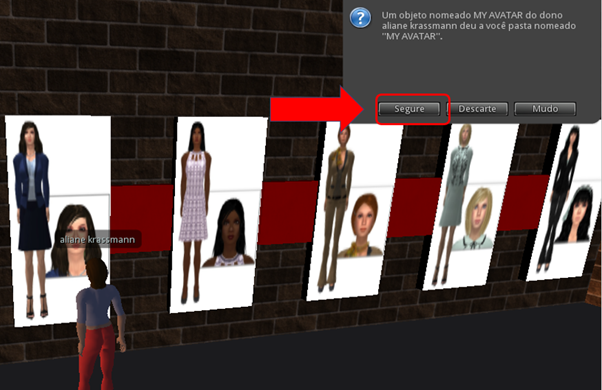 Um objeto nomeado MY AVATAR do dono
aliane krassmann deu a você pasta nomeado
"MY AVATAR".
Segure Descarte Mudo
aliane krassmann